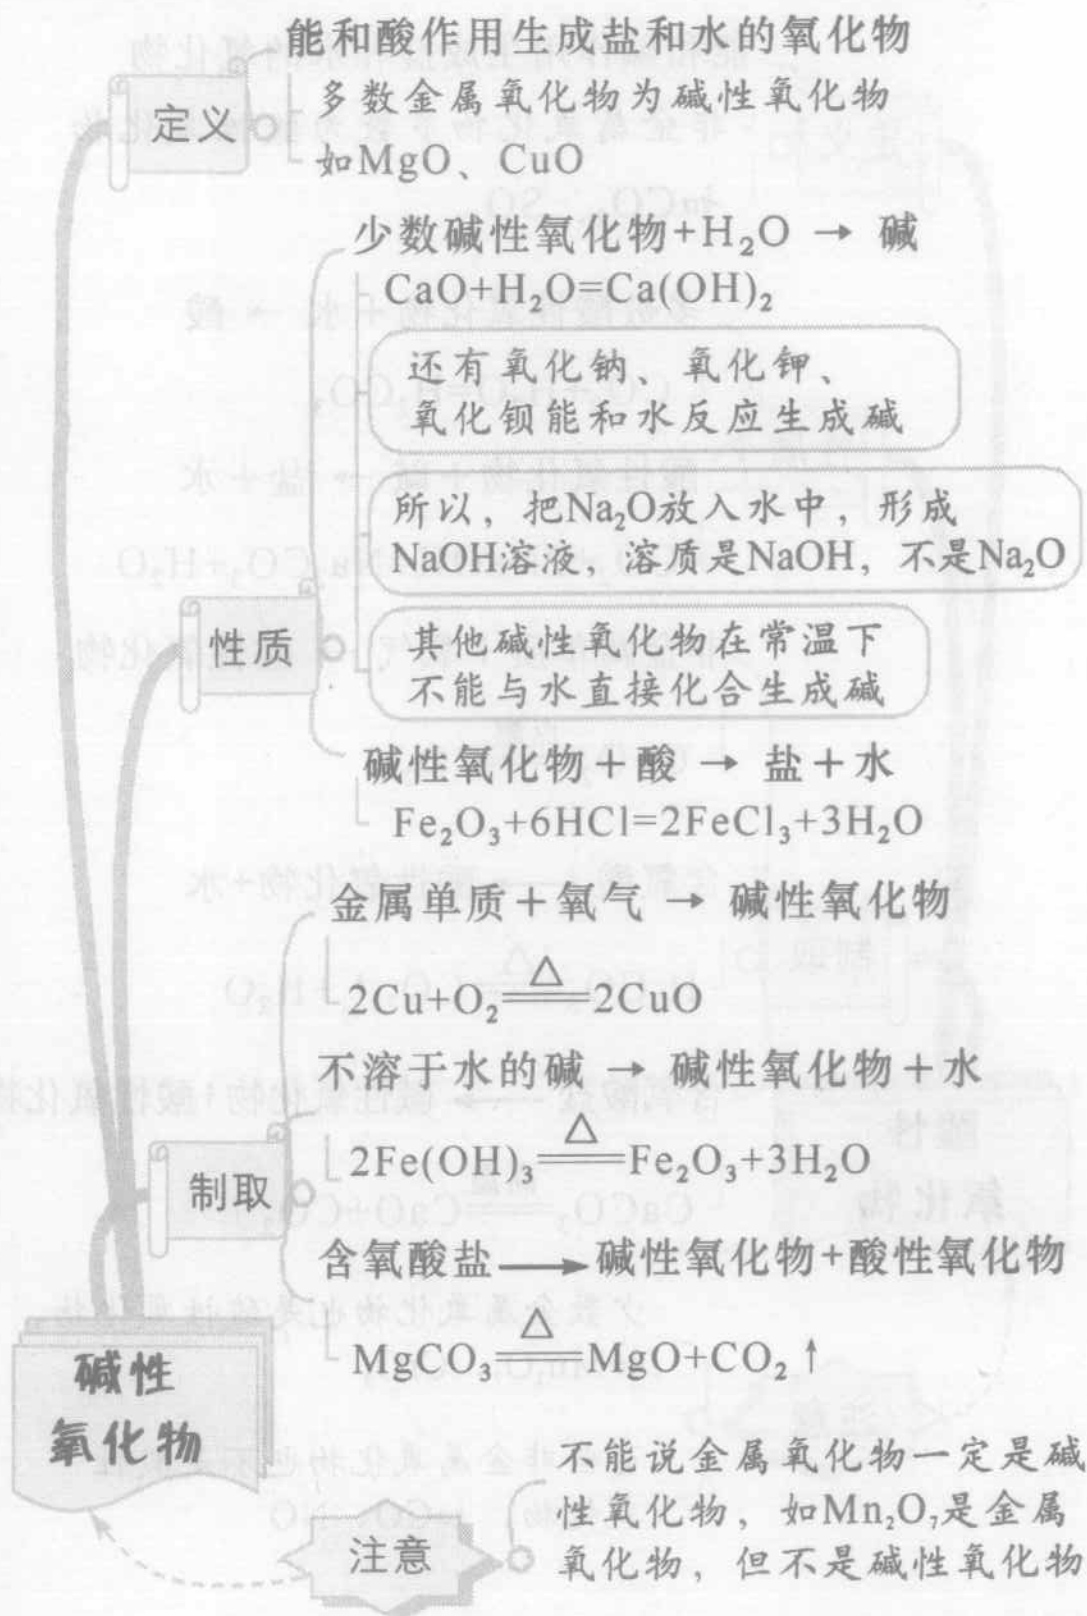 能和酸作用生成盐和水的氧化物
定义
多数金属氧化物为碱性氧化物
如MgO、CuO
少数碱性氧化物+H₂O → 碱
CaO+H₂O=Ca(OH)₂
还有氧化钠、氧化钾、
氧化钡能和水反应生成碱
所以，把Na₂O放入水中，形成
NaOH溶液，溶质是NaOH，不是Na₂O
性质
其他碱性氧化物在常温下
不能与水直接化合生成碱
碱性氧化物+酸 → 盐+水
Fe₂O₃+6HCl=2FeCl₃+3H₂O
金属单质+氧气 → 碱性氧化物
△
2Cu+O₂══2CuO
不溶于水的碱 → 碱性氧化物+水
△
2Fe(OH)₃══Fe₂O₃+3H₂O
制取
含氧酸盐⟶碱性氧化物+酸性氧化物
△
MgCO₃══MgO+CO₂↑
碱性
氧化物
不能说金属氧化物一定是碱
性氧化物，如Mn₂O₇是金属
氧化物，但不是碱性氧化物
注意